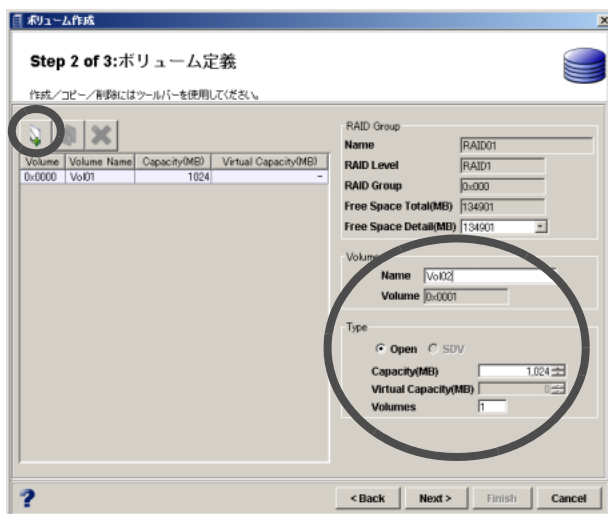 ボリューム作成
Step 2 of 3:ボリューム定義
作成／コピー／削除にはツールバーを使用してください。
Volume Volume Name Capacity(MB) Virtual Capacity(MB)
0x0000 Vol01 1024 -
RAID Group
Name RAID01
RAID Level RAID1
RAID Group 0x000
Free Space Total(MB) 134901
Free Space Detail(MB) 134901
Volume
Name Vol02
Volume 0x0001
Type
Open SDV
Capacity(MB) 1,024
Virtual Capacity(MB) 0
Volumes 1
?
< Back Next > Finish Cancel